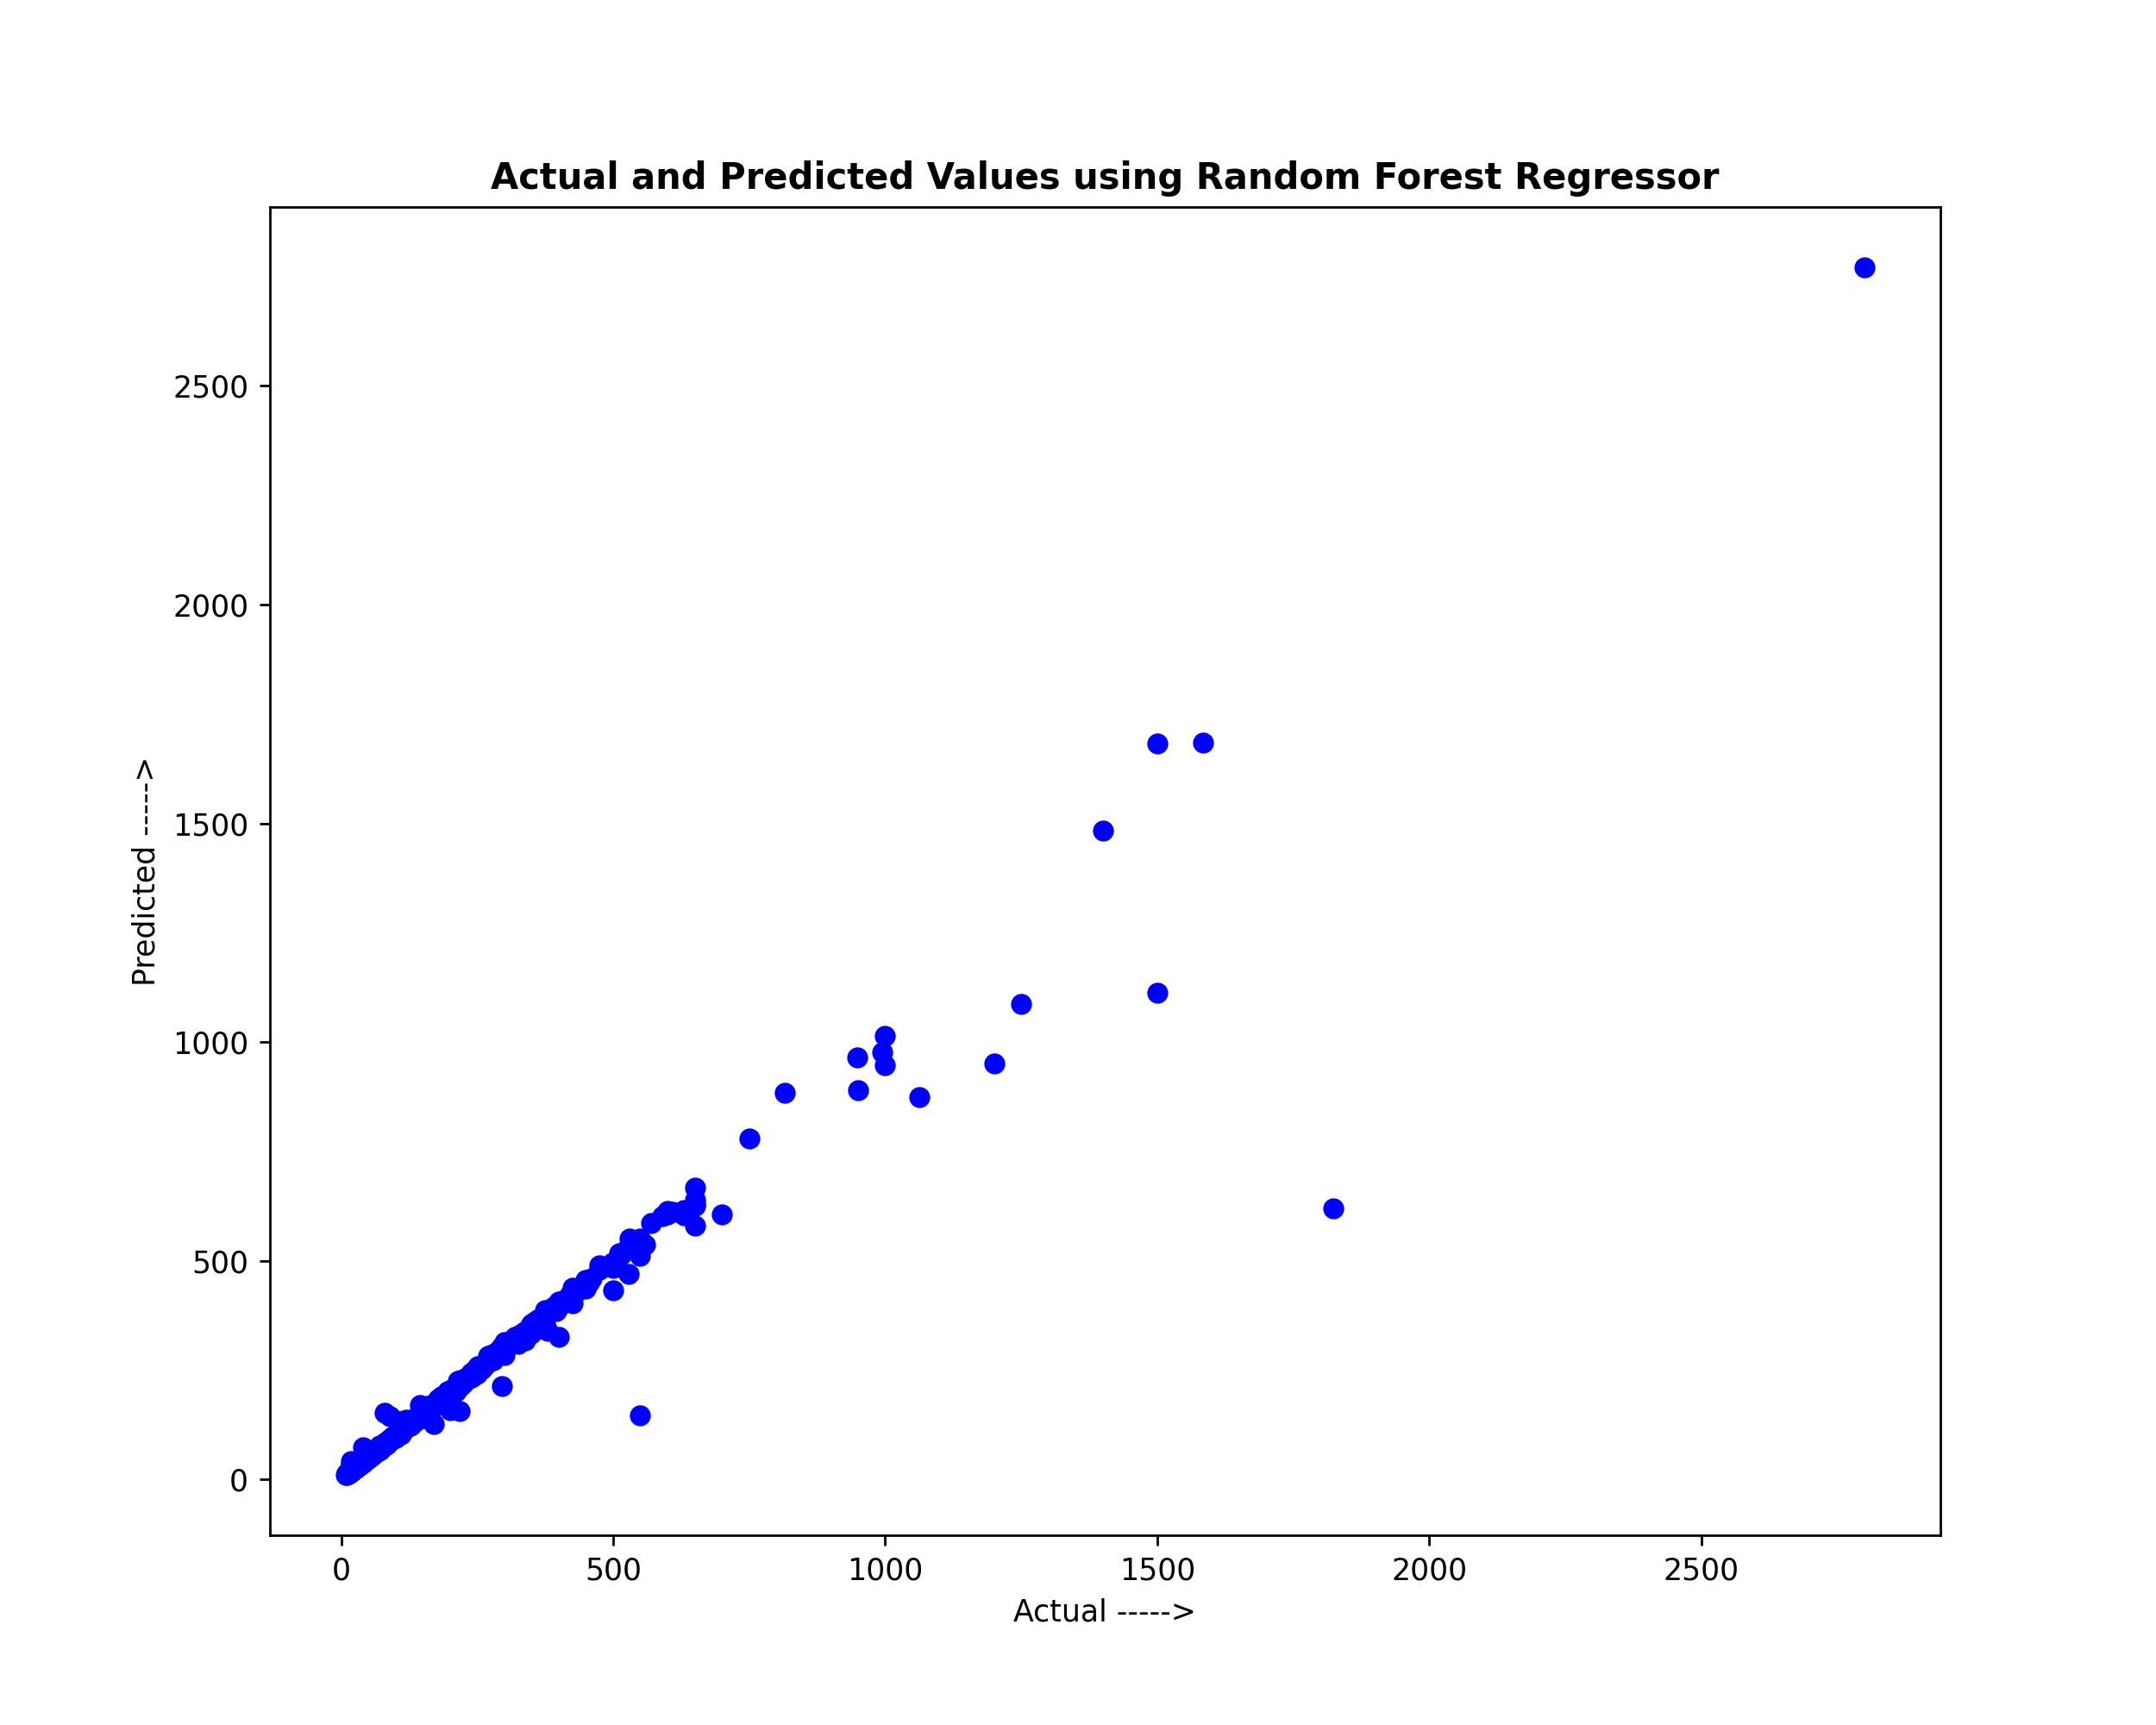 Actual and Predicted Values using Random Forest Regressor
2500
2000
1500
1000
500
0
Predicted ----->
0 500 1000 1500 2000 2500
Actual ----->